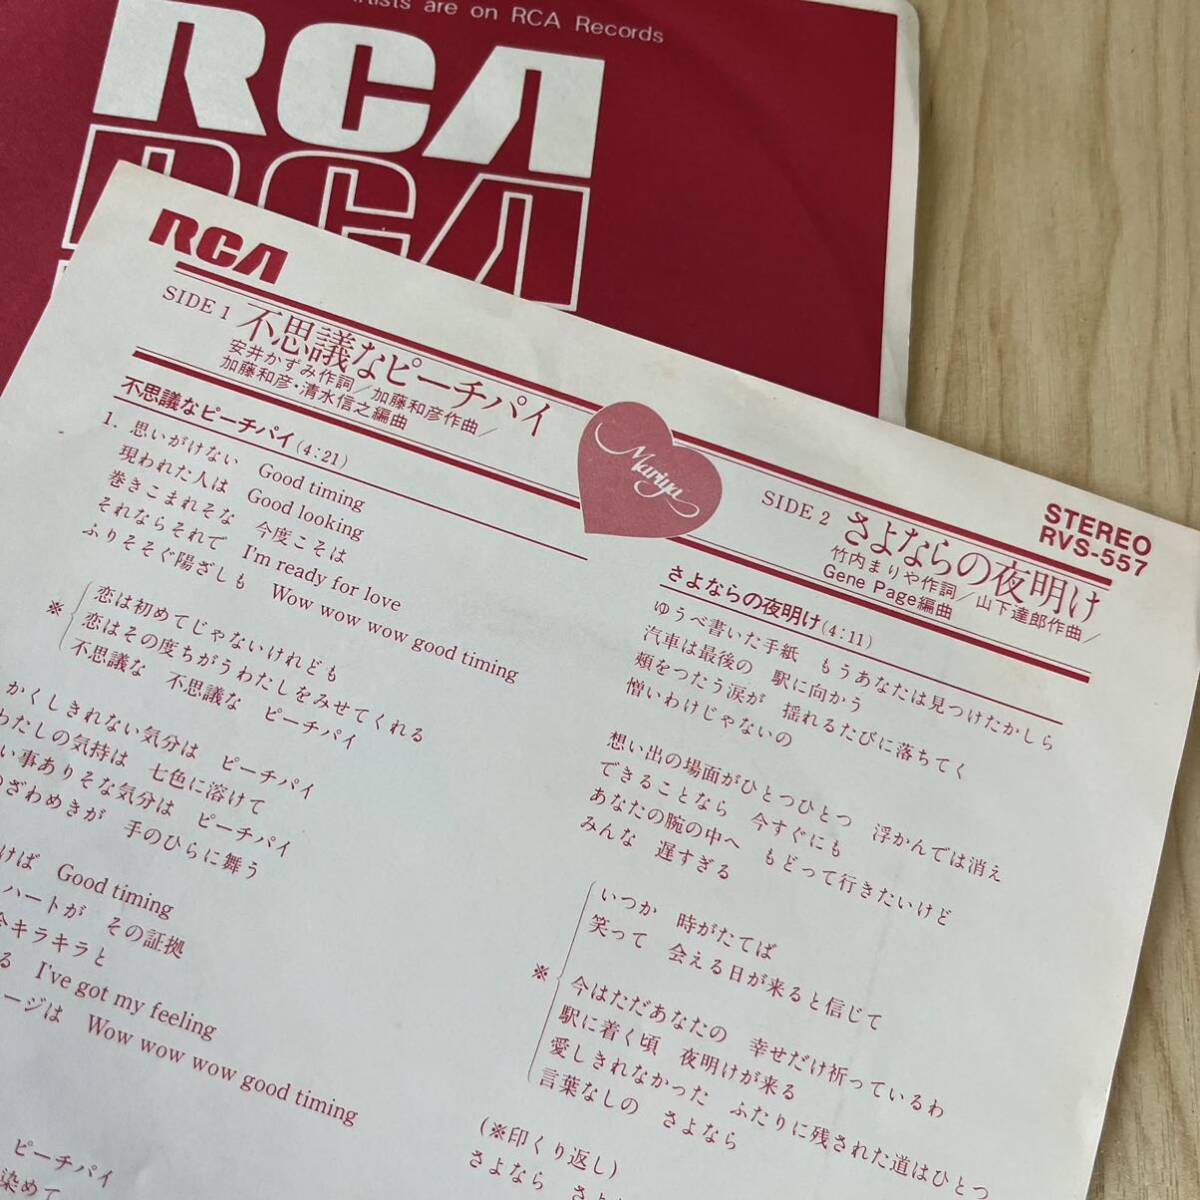 Artists are on RCA Records
RCA
RCA
RCA
SIDE 1 不思議なピーチパイ
安井かずみ作詞／加藤和彦作曲／
加藤和彦・清水信之編曲
不思議なピーチパイ(4:21)
1. 思いがけない Good timing
現われた人は Good looking
巻きこまれそな 今度こそは
それならそれで I'm ready for love
ふりそそぐ陽ざしも Wow wow wow good timing
※
恋は初めてじゃないけれども
恋はその度ちがうわたしをみせてくれる
不思議な 不思議な ピーチパイ
かくしきれない気分は ピーチパイ
わたしの気持は 七色に溶けて
い事ありそな気分は ピーチパイ
のざわめきが 手のひらに舞う
けば Good timing
ハートが その証拠
キラキラと
る I've got my feeling
ージは Wow wow wow good timing
ピーチパイ
染めて
Mariya
STEREO
RVS-557
SIDE 2 さよならの夜明け
竹内まりや作詞／山下達郎作曲／
Gene Page編曲
さよならの夜明け(4:11)
ゆうべ書いた手紙 もうあなたは見つけたかしら
汽車は最後の 駅に向かう
頬をつたう涙が 揺れるたびに落ちてく
憎いわけじゃないの
想い出の場面がひとつひとつ 浮かんでは消え
できることなら 今すぐにも
あなたの腕の中へ もどって行きたいけど
みんな 遅すぎる
※
いつか 時がたてば
笑って 会える日が来ると信じて
今はただあなたの 幸せだけ祈っているわ
駅に着く頃 夜明けが来る
愛しきれなかった ふたりに残された道はひとつ
言葉なしの さよなら
(※印くり返し)
さよなら さよ